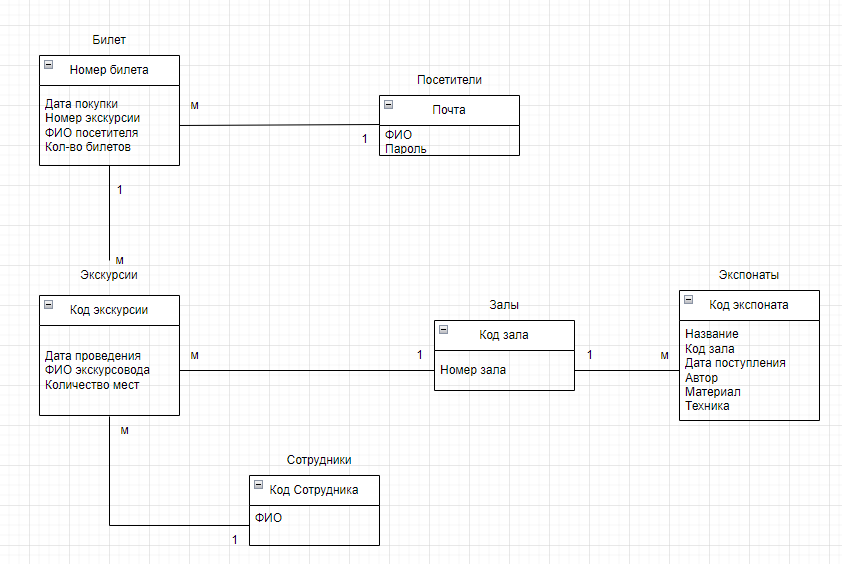 Билет
Номер билета
Дата покупки
Номер экскурсии
ФИО посетителя
Кол-во билетов
м
1
Посетители
Почта
ФИО
Пароль
1
м
Экскурсии
Код экскурсии
Дата проведения
ФИО экскурсовода
Количество мест
м
1
Залы
Код зала
Номер зала
1
м
Экспонаты
Код экспоната
Название
Код зала
Дата поступления
Автор
Материал
Техника
м
1
Сотрудники
Код Сотрудника
ФИО